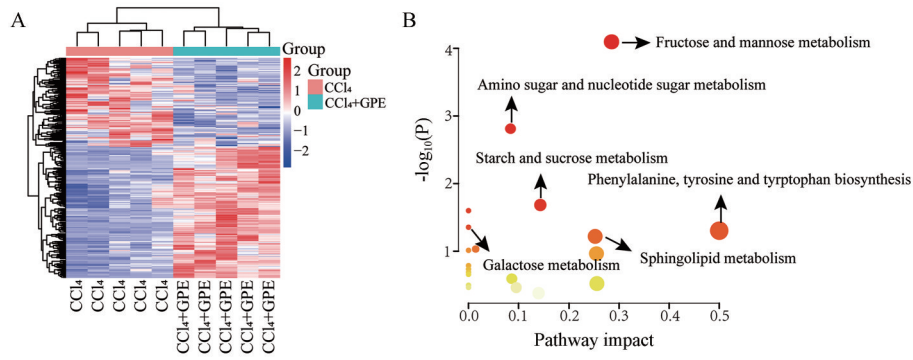 A
Group
2
1
0
−1
−2
Group
CCl₄
CCl₄+GPE
CCl₄
CCl₄
CCl₄
CCl₄
CCl₄
CCl₄+GPE
CCl₄+GPE
CCl₄+GPE
CCl₄+GPE
CCl₄+GPE
B
4
3
2
1
-log₁₀(P)
Fructose and mannose metabolism
Amino sugar and nucleotide sugar metabolism
Starch and sucrose metabolism
Phenylalanine, tyrosine and tyrptophan biosynthesis
Galactose metabolism
Sphingolipid metabolism
0.0
0.1
0.2
0.3
0.4
0.5
Pathway impact